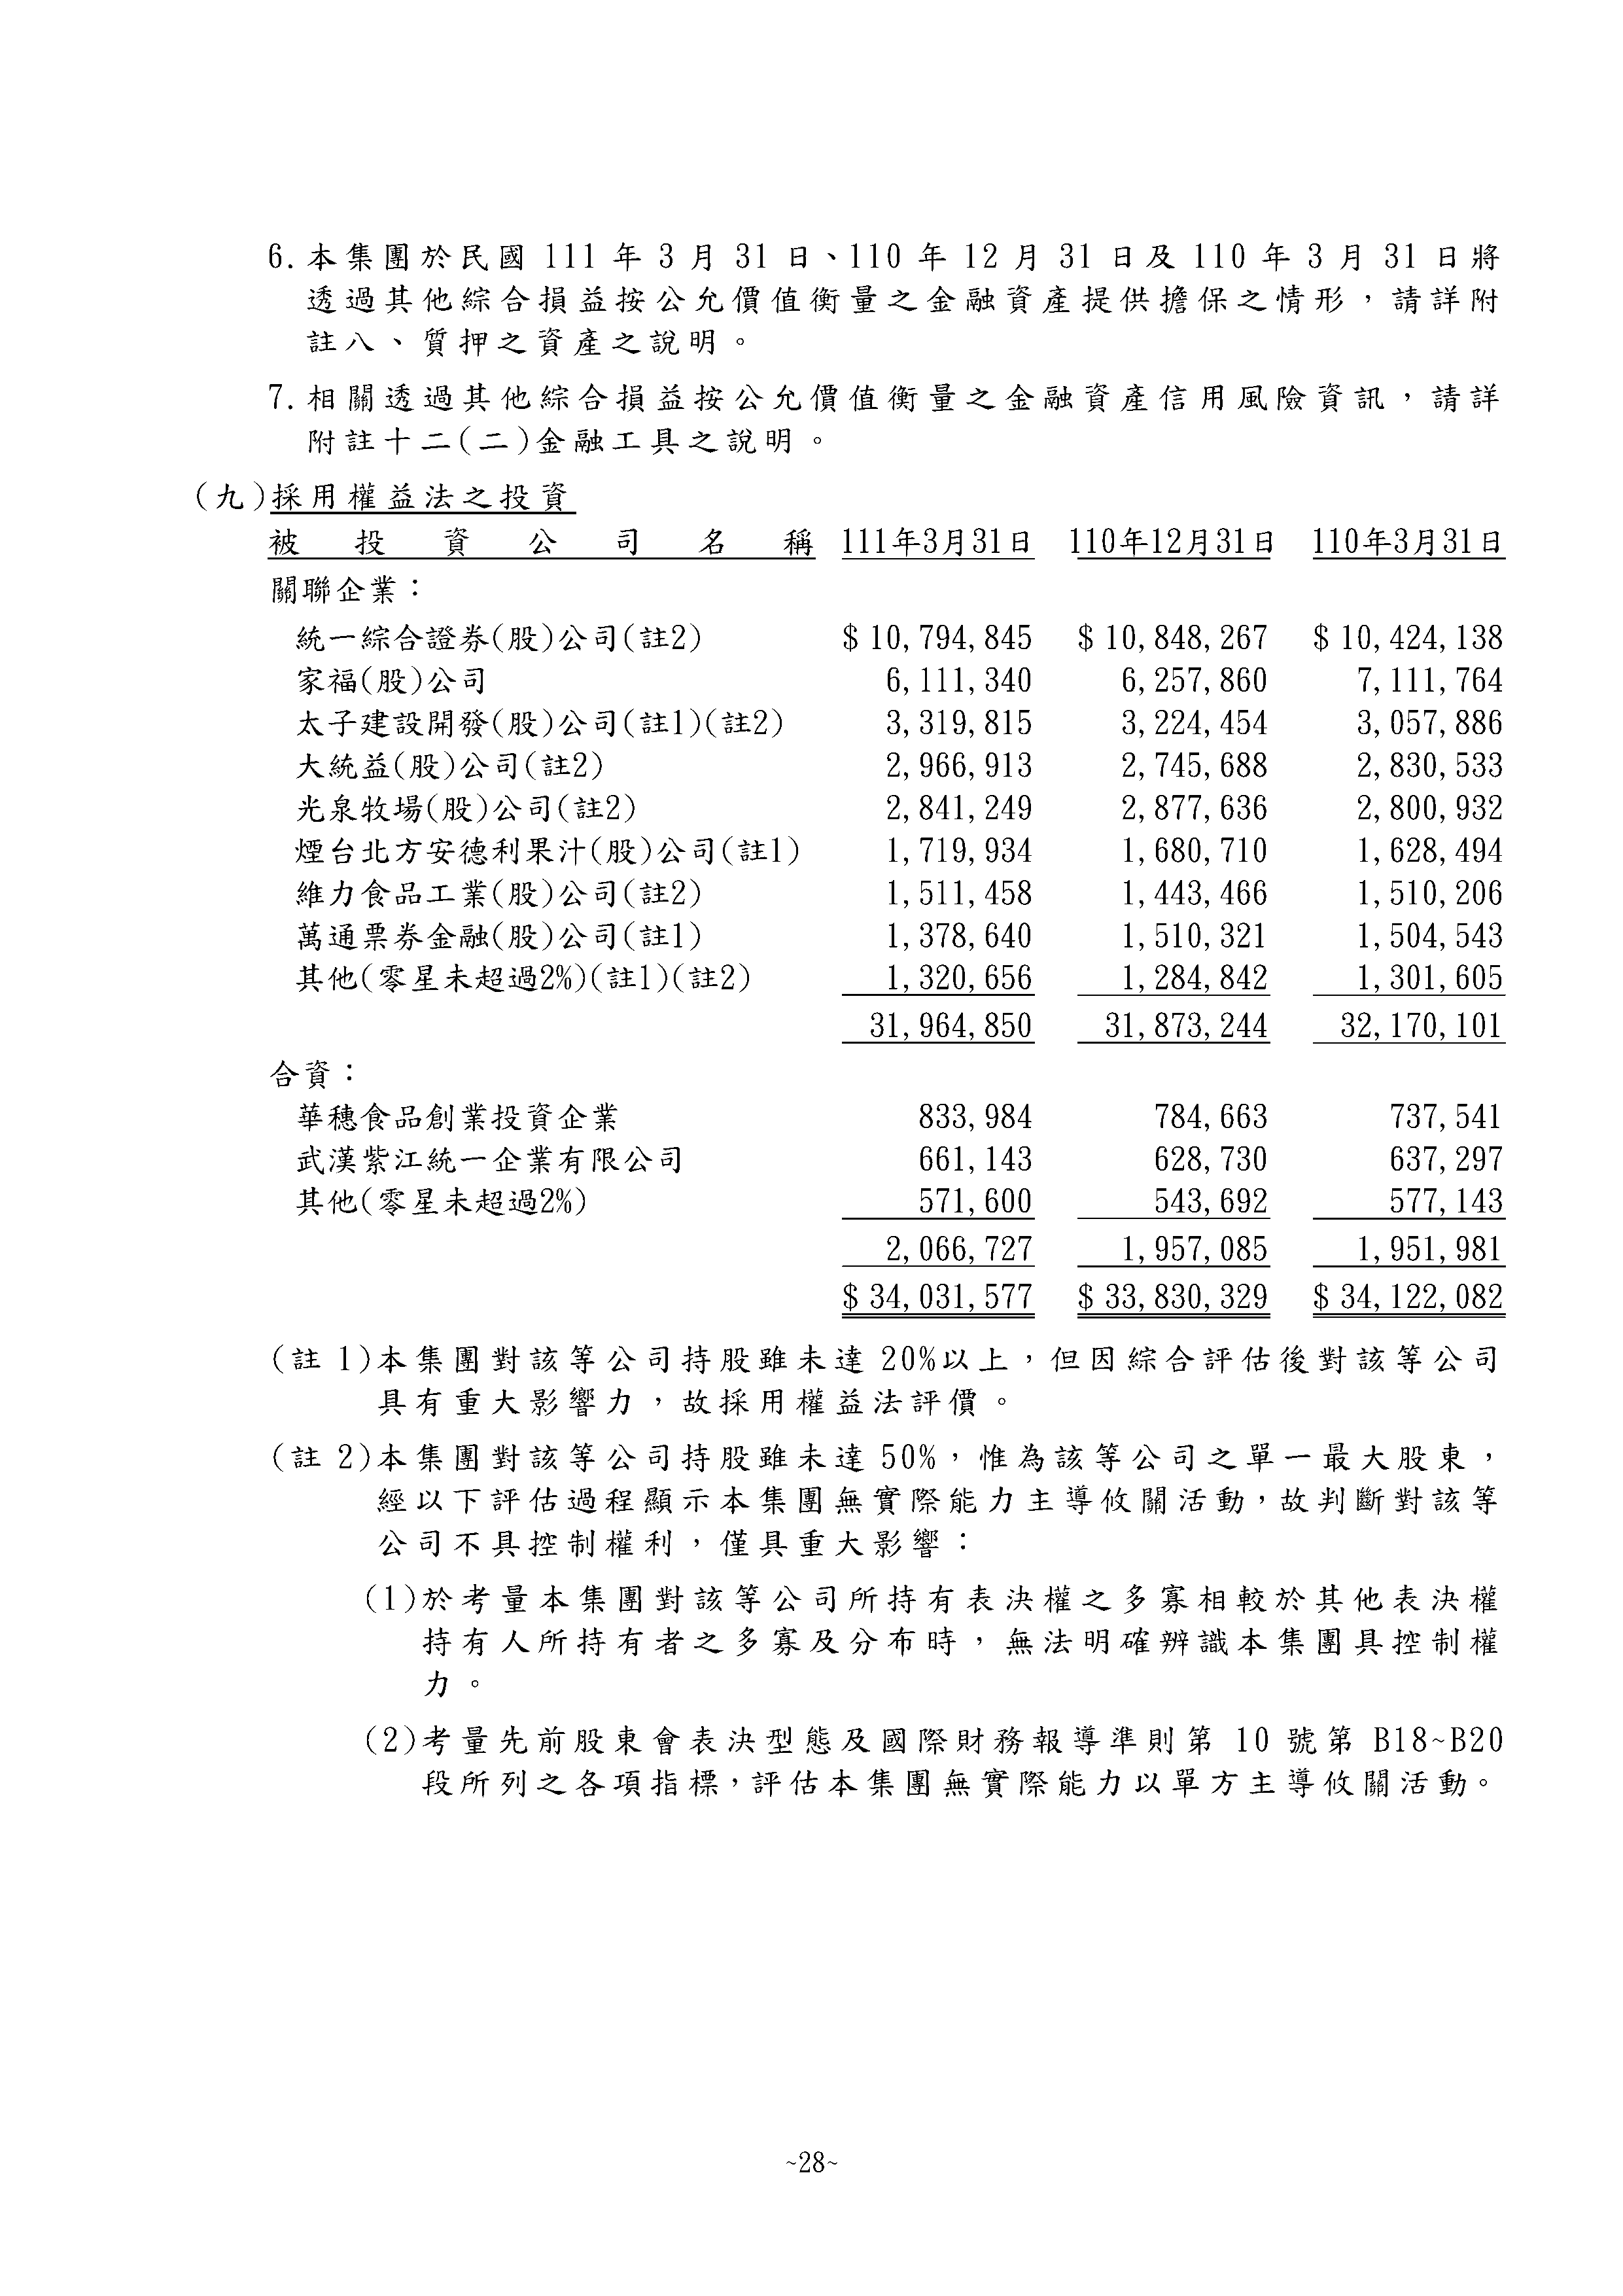 6.本集團於民國 111 年 3 月 31 日、110 年 12 月 31 日及 110 年 3 月 31 日將
透過其他綜合損益按公允價值衡量之金融資產提供擔保之情形，請詳附
註八、質押之資產之說明。
7.相關透過其他綜合損益按公允價值衡量之金融資產信用風險資訊，請詳
附註十二(二)金融工具之說明。
(九)採用權益法之投資
被投資公司名稱 111年3月31日 110年12月31日 110年3月31日
關聯企業：
統一綜合證券(股)公司(註2) $ 10,794,845 $ 10,848,267 $ 10,424,138
家福(股)公司 6,111,340 6,257,860 7,111,764
太子建設開發(股)公司(註1)(註2) 3,319,815 3,224,454 3,057,886
大統益(股)公司(註2) 2,966,913 2,745,688 2,830,533
光泉牧場(股)公司(註2) 2,841,249 2,877,636 2,800,932
煙台北方安德利果汁(股)公司(註1) 1,719,934 1,680,710 1,628,494
維力食品工業(股)公司(註2) 1,511,458 1,443,466 1,510,206
萬通票券金融(股)公司(註1) 1,378,640 1,510,321 1,504,543
其他(零星未超過2%)(註1)(註2) 1,320,656 1,284,842 1,301,605
31,964,850 31,873,244 32,170,101
合資：
華穗食品創業投資企業 833,984 784,663 737,541
武漢紫江統一企業有限公司 661,143 628,730 637,297
其他(零星未超過2%) 571,600 543,692 577,143
2,066,727 1,957,085 1,951,981
$ 34,031,577 $ 33,830,329 $ 34,122,082
(註 1)本集團對該等公司持股雖未達 20%以上，但因綜合評估後對該等公司
具有重大影響力，故採用權益法評價。
(註 2)本集團對該等公司持股雖未達 50%，惟為該等公司之單一最大股東，
經以下評估過程顯示本集團無實際能力主導攸關活動，故判斷對該等
公司不具控制權利，僅具重大影響：
(1)於考量本集團對該等公司所持有表決權之多寡相較於其他表決權
持有人所持有者之多寡及分布時，無法明確辨識本集團具控制權
力。
(2)考量先前股東會表決型態及國際財務報導準則第 10 號第 B18~B20
段所列之各項指標，評估本集團無實際能力以單方主導攸關活動。
~28~